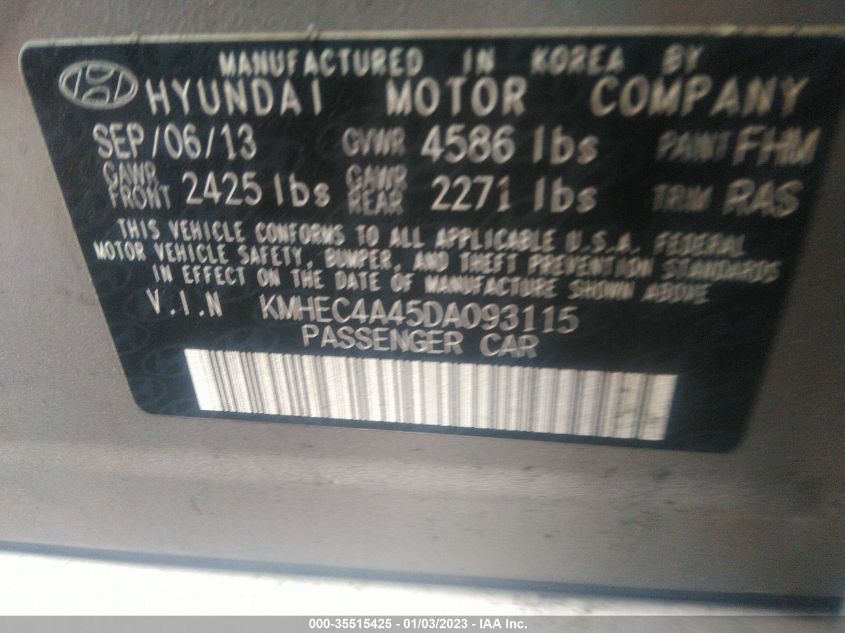 MANUFACTURED IN KOREA BY
HYUNDAI MOTOR COMPANY
SEP/06/13 GVWR 4586 lbs PAINT FHM
GAWR FRONT 2425 lbs GAWR REAR 2271 lbs TRIM RAS
THIS VEHICLE CONFORMS TO ALL APPLICABLE U.S.A. FEDERAL
MOTOR VEHICLE SAFETY, BUMPER, AND THEFT PREVENTION STANDARDS
IN EFFECT ON THE DATE OF MANUFACTURE SHOWN ABOVE
V.I.N KMHEC4A45DA093115
PASSENGER CAR
000-35515425 - 01/03/2023 - IAA Inc.